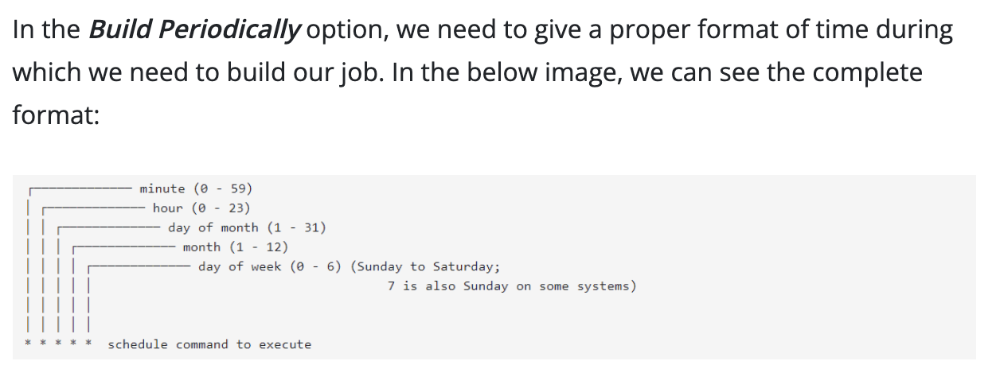 In the Build Periodically option, we need to give a proper format of time during
which we need to build our job. In the below image, we can see the complete
format:
minute (0 - 59)
hour (0 - 23)
day of month (1 - 31)
month (1 - 12)
day of week (0 - 6) (Sunday to Saturday;
7 is also Sunday on some systems)
* * * * * schedule command to execute